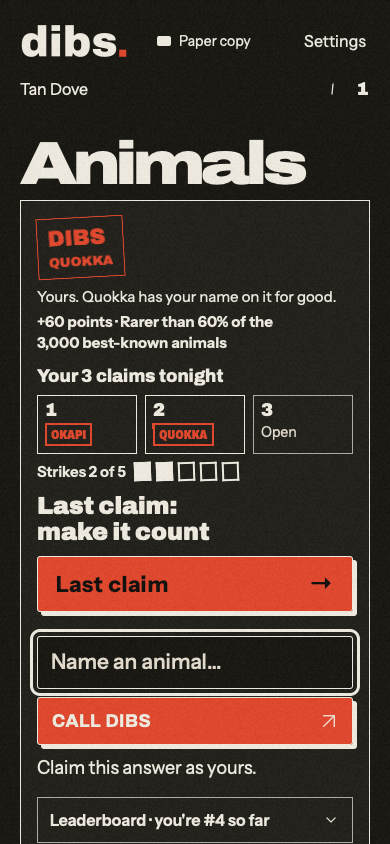 dibs.
Paper copy
Settings
Tan Dove
1
Animals
DIBS
QUOKKA
Yours. Quokka has your name on it for good.
+60 points · Rarer than 60% of the
3,000 best-known animals
Your 3 claims tonight
1
OKAPI
2
QUOKKA
3
Open
Strikes 2 of 5
Last claim:
make it count
Last claim →
Name an animal...
CALL DIBS
Claim this answer as yours.
Leaderboard · you're #4 so far